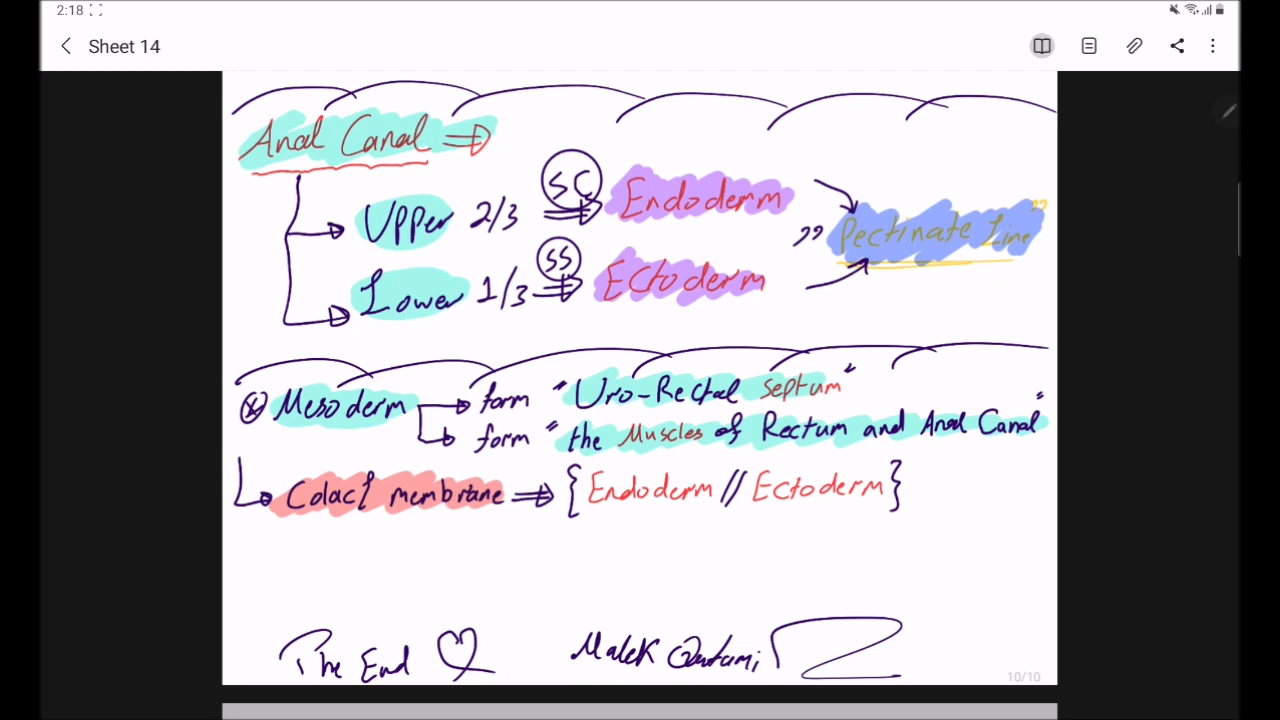 2:18
Sheet 14
Anal Canal ⇒
Upper 2/3 ⇒ SC Endoderm
" Pectinate Line "
Lower 1/3 ⇒ SS Ectoderm
Mesoderm → form " Uro-Rectal Septum "
→ form " the Muscles of Rectum and Anal Canal "
→ Colacl membrane ⇒ { Endoderm // Ectoderm }
The End ♡ Malek
10/10